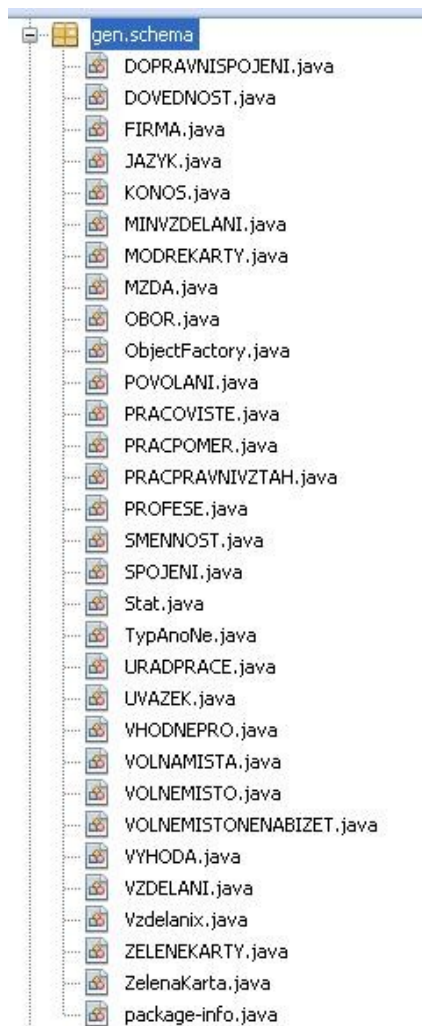 gen.schema
DOPRAVNISPOJENI.java
DOVEDNOST.java
FIRMA.java
JAZYK.java
KONOS.java
MINVZDELANI.java
MODREKARTY.java
MZDA.java
OBOR.java
ObjectFactory.java
POVOLANI.java
PRACOVISTE.java
PRACPOMER.java
PRACPRAVNIVZTAH.java
PROFESE.java
SMENNOST.java
SPOJENI.java
Stat.java
TypAnoNe.java
URADPRACE.java
UVAZEK.java
VHODNEPRO.java
VOLNAMISTA.java
VOLNEMISTO.java
VOLNEMISTONENABIZET.java
VYHODA.java
VZDELANI.java
Vzdelanix.java
ZELENEKARTY.java
ZelenaKarta.java
package-info.java